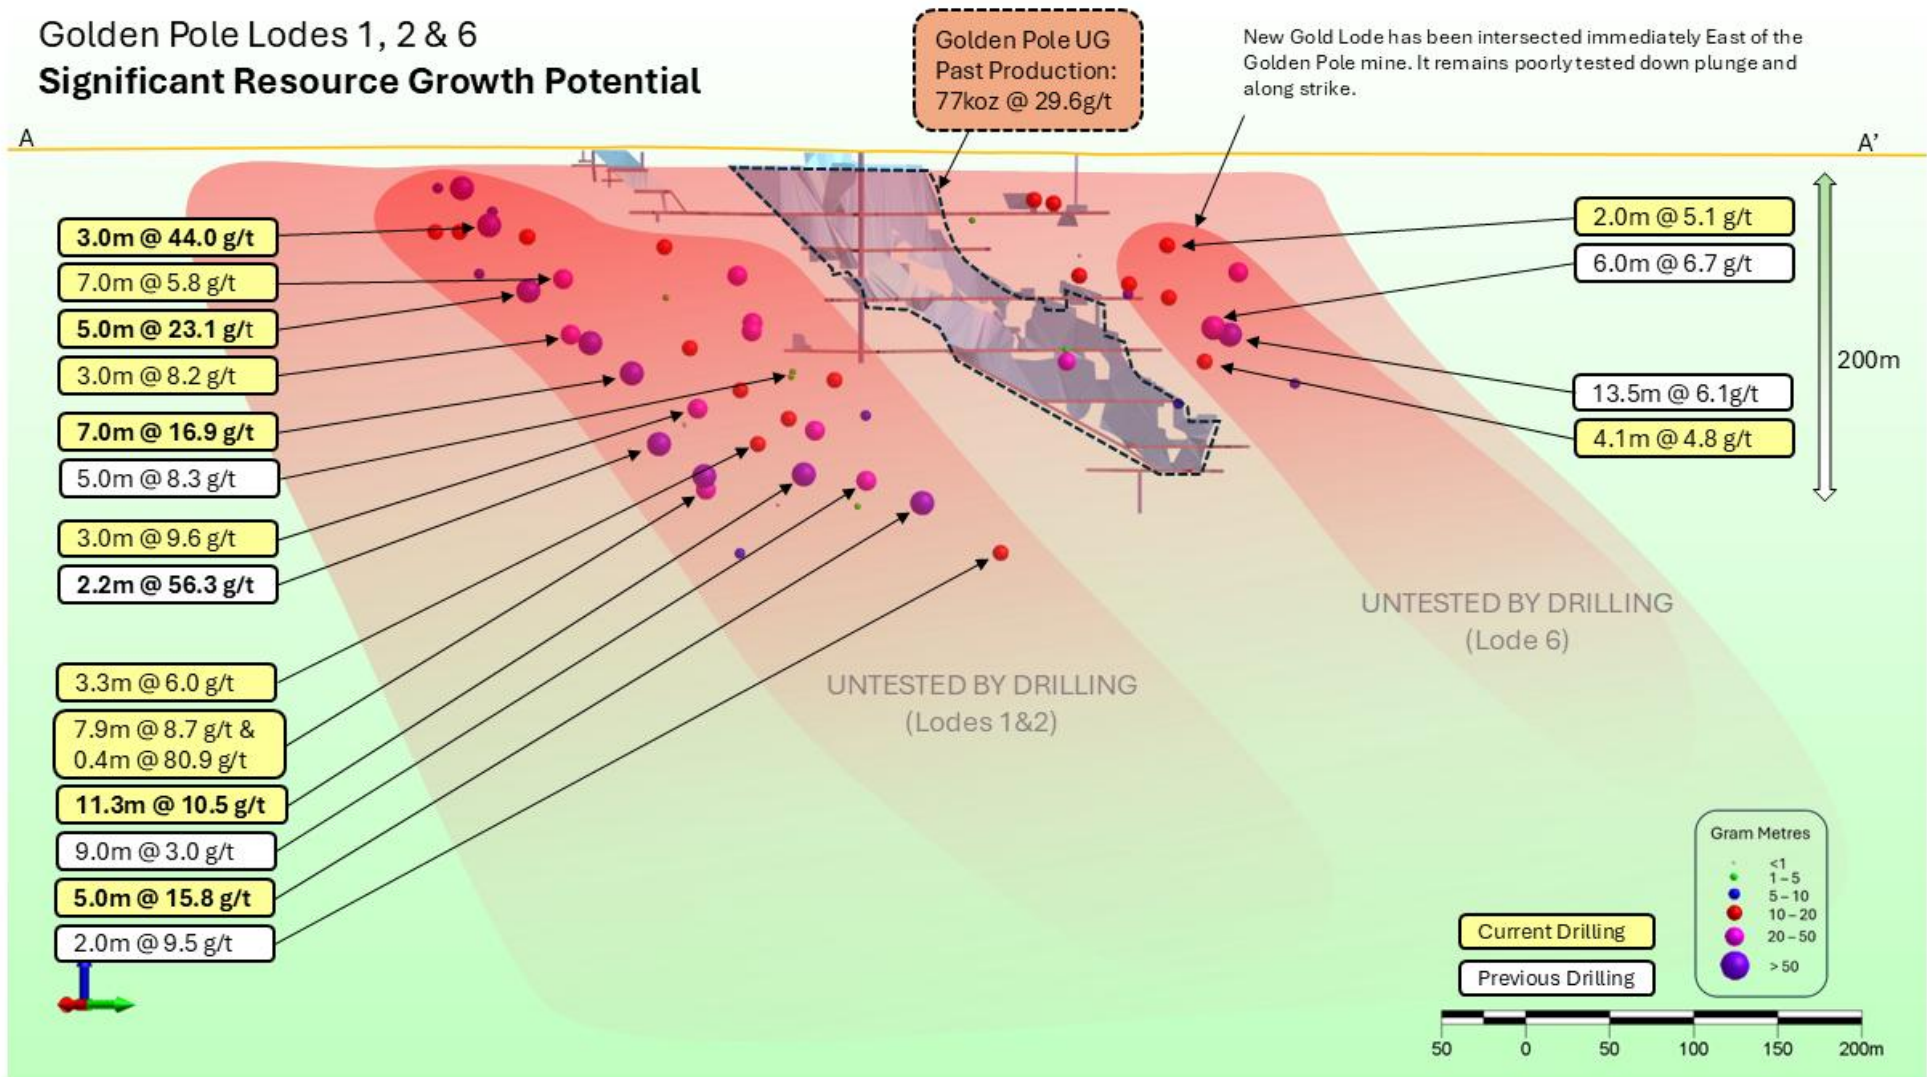 Golden Pole Lodes 1, 2 & 6
Significant Resource Growth Potential
Golden Pole UG
Past Production:
77koz @ 29.6g/t
New Gold Lode has been intersected immediately East of the
Golden Pole mine. It remains poorly tested down plunge and
along strike.
A
A’
3.0m @ 44.0 g/t
7.0m @ 5.8 g/t
5.0m @ 23.1 g/t
3.0m @ 8.2 g/t
7.0m @ 16.9 g/t
5.0m @ 8.3 g/t
3.0m @ 9.6 g/t
2.2m @ 56.3 g/t
3.3m @ 6.0 g/t
7.9m @ 8.7 g/t &
0.4m @ 80.9 g/t
11.3m @ 10.5 g/t
9.0m @ 3.0 g/t
5.0m @ 15.8 g/t
2.0m @ 9.5 g/t
2.0m @ 5.1 g/t
6.0m @ 6.7 g/t
13.5m @ 6.1g/t
4.1m @ 4.8 g/t
200m
UNTESTED BY DRILLING
(Lodes 1&2)
UNTESTED BY DRILLING
(Lode 6)
Current Drilling
Previous Drilling
Gram Metres
<1
1 – 5
5 – 10
10 – 20
20 – 50
> 50
50 0 50 100 150 200m